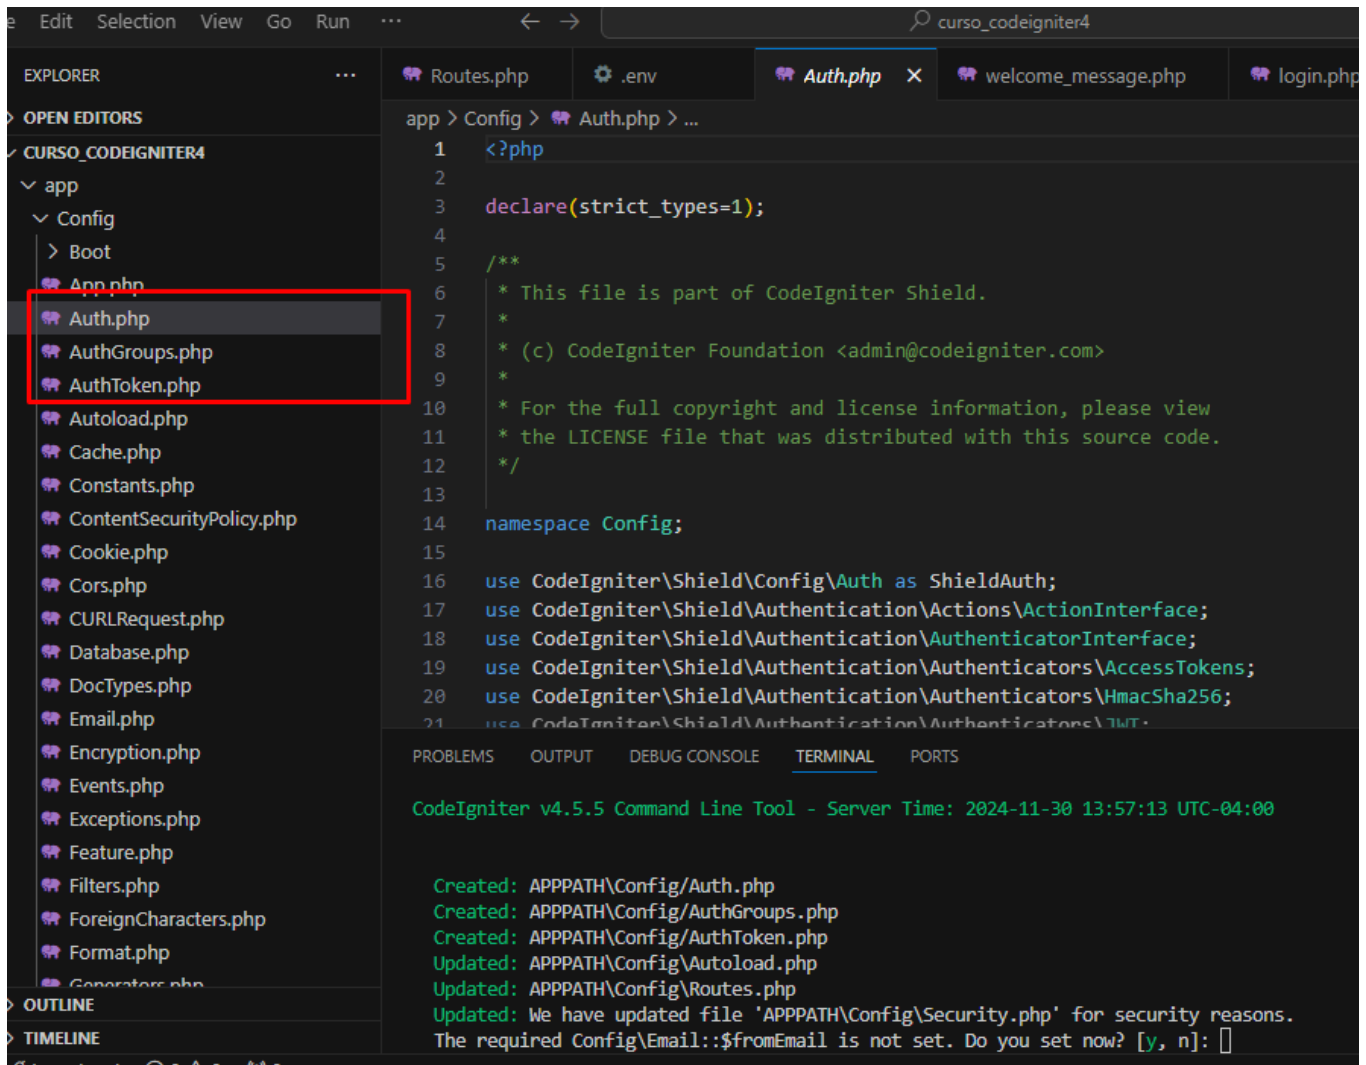 e Edit Selection View Go Run ··· ← → curso_codeigniter4
EXPLORER ···
Routes.php .env Auth.php × welcome_message.php login.php
> OPEN EDITORS
app > Config > Auth.php > ...
CURSO_CODEIGNITER4
app
Config
> Boot
App.php
Auth.php
AuthGroups.php
AuthToken.php
Autoload.php
Cache.php
Constants.php
ContentSecurityPolicy.php
Cookie.php
Cors.php
CURLRequest.php
Database.php
DocTypes.php
Email.php
Encryption.php
Events.php
Exceptions.php
Feature.php
Filters.php
ForeignCharacters.php
Format.php
Generators.php
> OUTLINE
> TIMELINE
1 <?php
2
3 declare(strict_types=1);
4
5 /**
6 * This file is part of CodeIgniter Shield.
7 *
8 * (c) CodeIgniter Foundation <admin@codeigniter.com>
9 *
10 * For the full copyright and license information, please view
11 * the LICENSE file that was distributed with this source code.
12 */
13
14 namespace Config;
15
16 use CodeIgniter\Shield\Config\Auth as ShieldAuth;
17 use CodeIgniter\Shield\Authentication\Actions\ActionInterface;
18 use CodeIgniter\Shield\Authentication\AuthenticatorInterface;
19 use CodeIgniter\Shield\Authentication\Authenticators\AccessTokens;
20 use CodeIgniter\Shield\Authentication\Authenticators\HmacSha256;
21 use CodeIgniter\Shield\Authentication\Authenticators\JWT;
PROBLEMS OUTPUT DEBUG CONSOLE TERMINAL PORTS
CodeIgniter v4.5.5 Command Line Tool - Server Time: 2024-11-30 13:57:13 UTC-04:00
Created: APPPATH\Config/Auth.php
Created: APPPATH\Config/AuthGroups.php
Created: APPPATH\Config/AuthToken.php
Updated: APPPATH\Config\Autoload.php
Updated: APPPATH\Config\Routes.php
Updated: We have updated file 'APPPATH\Config\Security.php' for security reasons.
The required Config\Email::$fromEmail is not set. Do you set now? [y, n]: